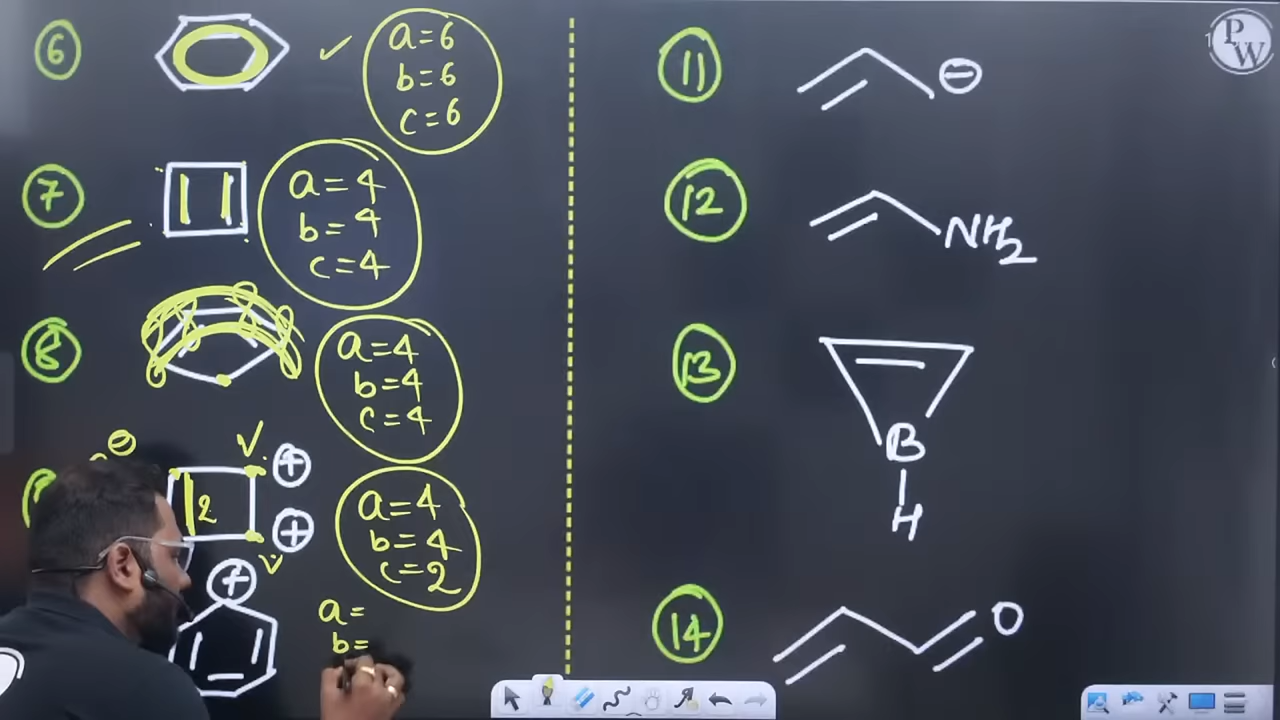 6
a=6
b=6
c=6
7
a=4
b=4
c=4
8
a=4
b=4
c=4
⊖
✓
⊕
2
⊕
a=4
b=4
c=2
⊕
a=
b=
11
⊖
12
NH2
13
B
H
14
O
PW